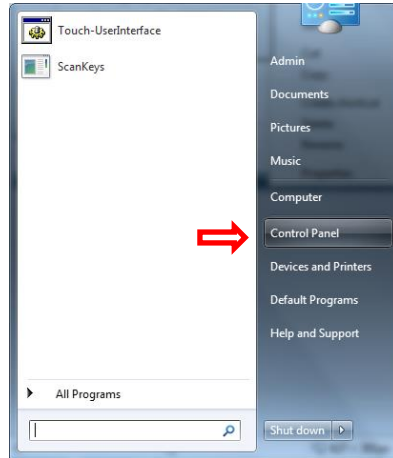 Touch-UserInterface
ScanKeys
All Programs
Admin
Documents
Pictures
Music
Computer
Control Panel
Devices and Printers
Default Programs
Help and Support
Shut down